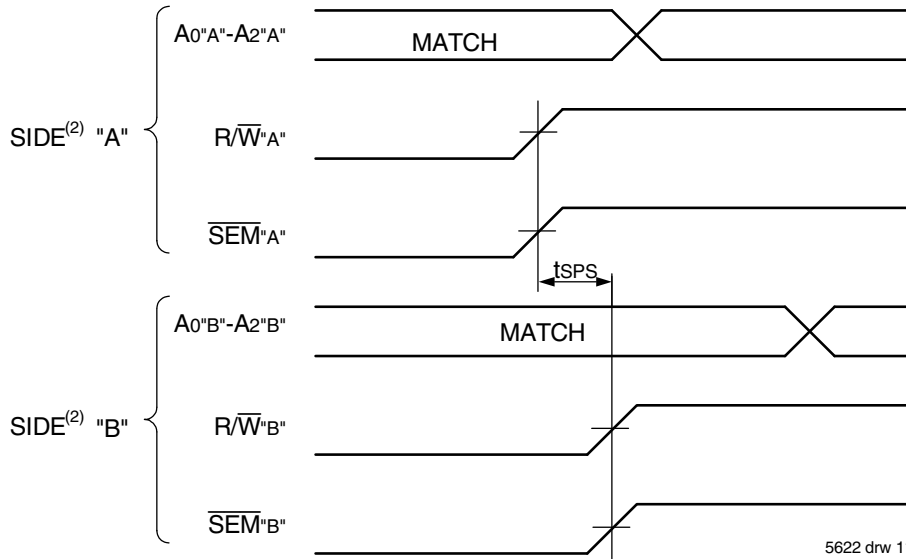 A0"A"-A2"A"
MATCH
SIDE(2) "A"
R/W"A"
SEM"A"
tSPS
A0"B"-A2"B"
MATCH
SIDE(2) "B"
R/W"B"
SEM"B"
5622 drw 1